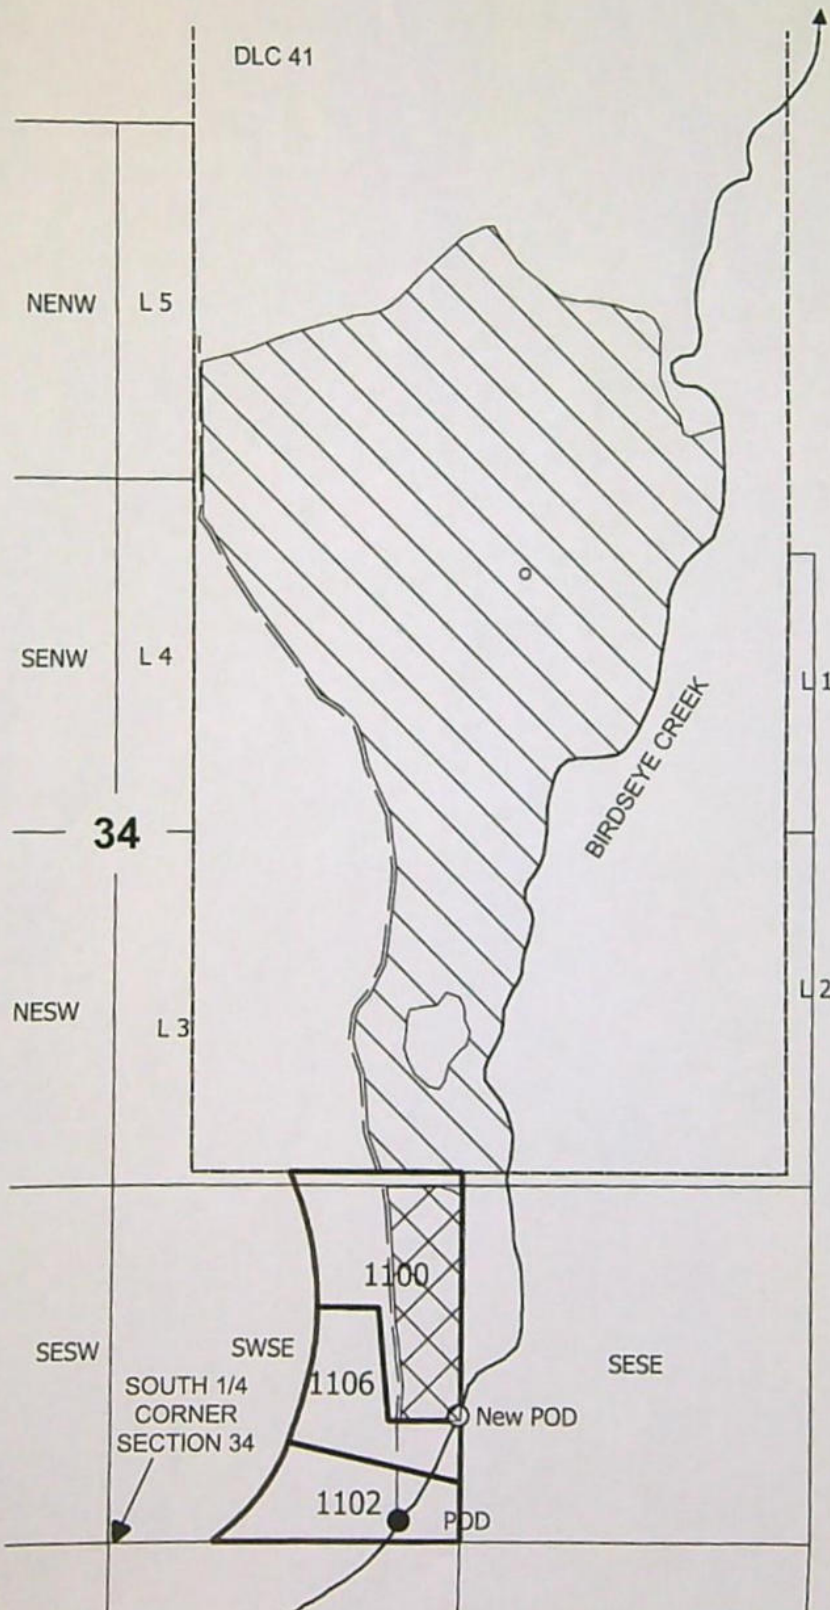 DLC 41
NENW
L 5
SENW
L 4
L 1
BIRDSEYE CREEK
34
NESW
L 3
L 2
1100
SESW
SWSE
SESE
1106
SOUTH 1/4
CORNER
SECTION 34
New POD
1102
POD